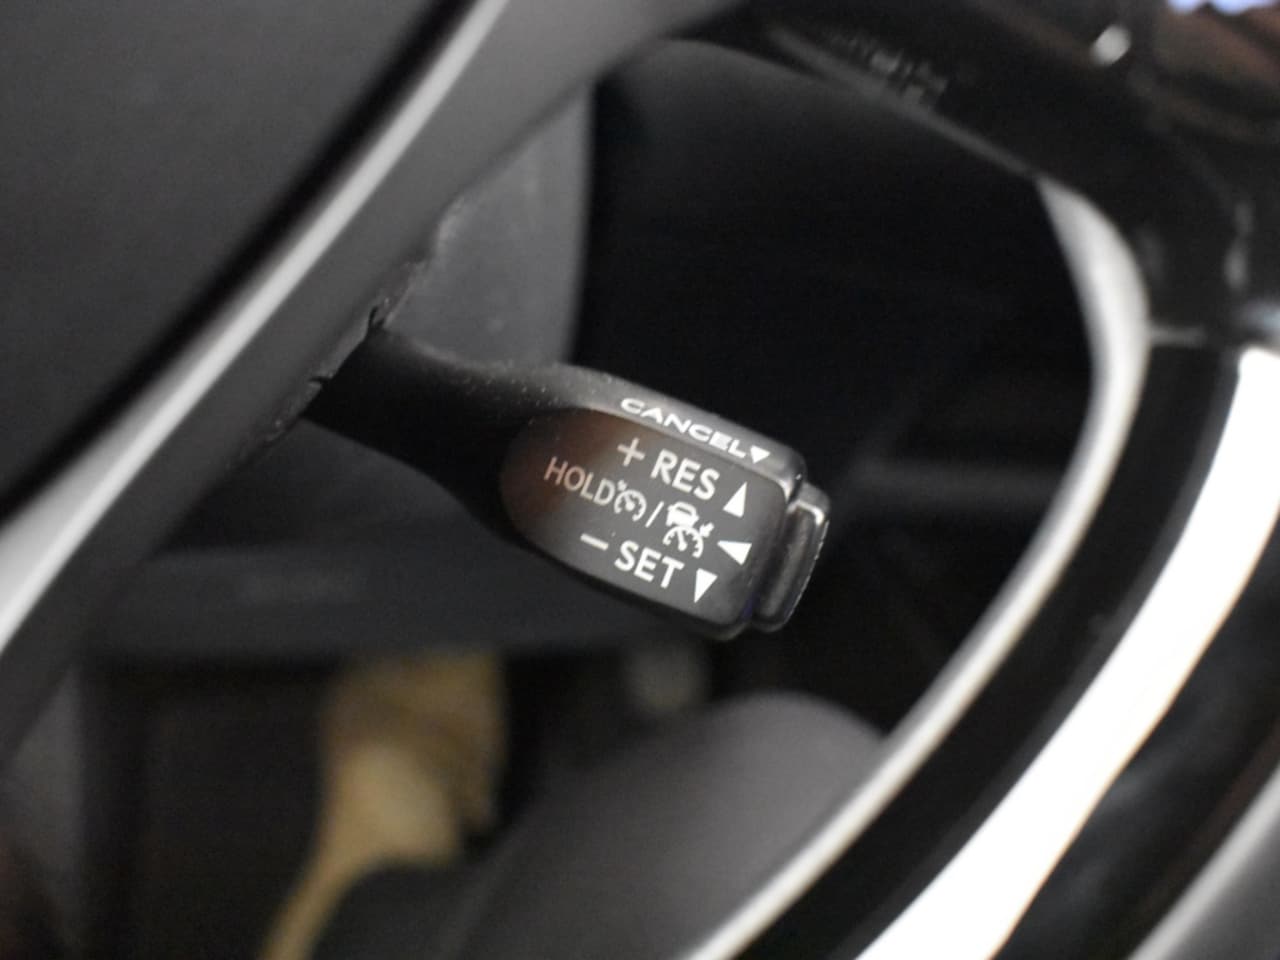 CANCEL▼
+ RES ▲
HOLD / ◀
− SET ▼